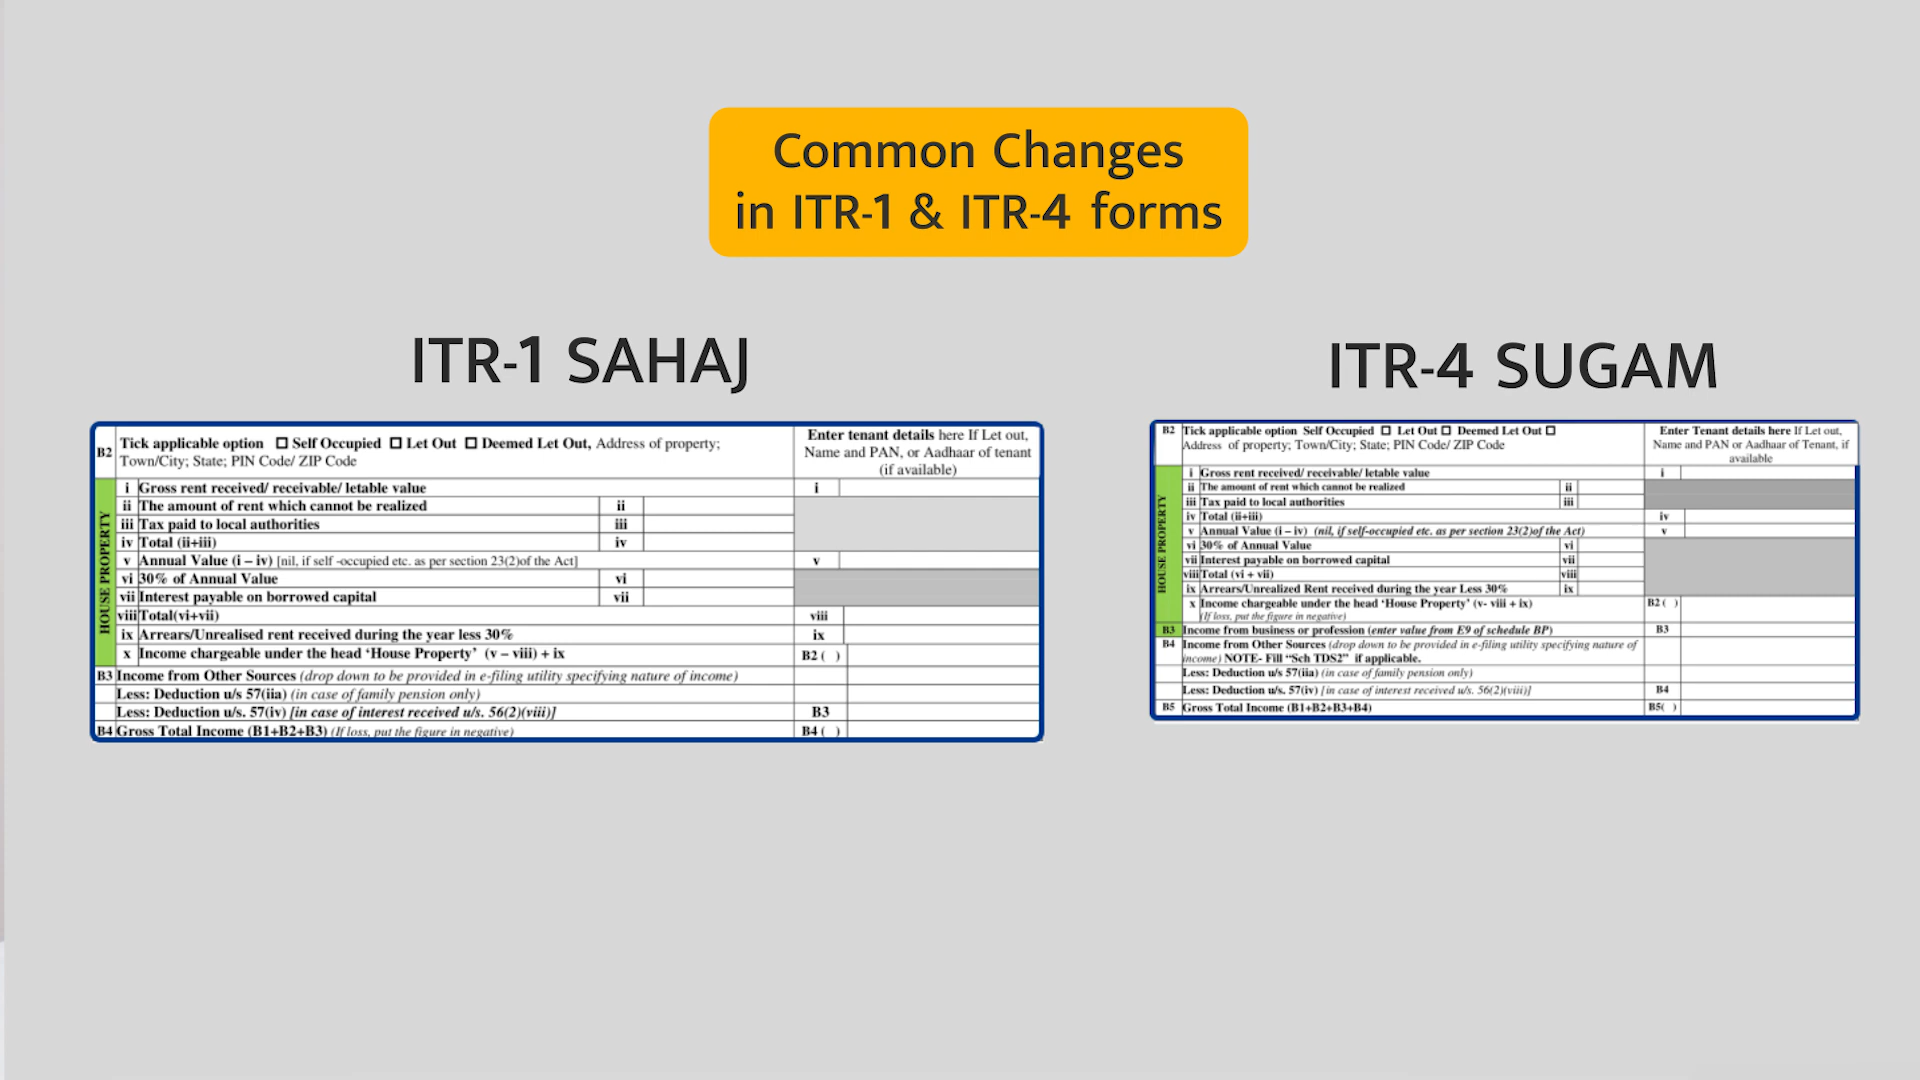 Common Changes
in ITR-1 & ITR-4 forms
ITR-1 SAHAJ
B2 Tick applicable option ☐ Self Occupied ☐ Let Out ☐ Deemed Let Out, Address of property;
Town/City; State; PIN Code/ ZIP Code
Enter tenant details here If Let out,
Name and PAN, or Aadhaar of tenant
(if available)
HOUSE PROPERTY
i Gross rent received/ receivable/ letable value i
ii The amount of rent which cannot be realized ii
iii Tax paid to local authorities iii
iv Total (ii+iii) iv
v Annual Value (i – iv) [nil, if self -occupied etc. as per section 23(2)of the Act] v
vi 30% of Annual Value vi
vii Interest payable on borrowed capital vii
viii Total(vi+vii) viii
ix Arrears/Unrealised rent received during the year less 30% ix
x Income chargeable under the head ‘House Property’ (v – viii) + ix B2 ( )
B3 Income from Other Sources (drop down to be provided in e-filing utility specifying nature of income)
Less: Deduction u/s 57(iia) (in case of family pension only)
Less: Deduction u/s. 57(iv) [in case of interest received u/s. 56(2)(viii)] B3
B4 Gross Total Income (B1+B2+B3) (If loss, put the figure in negative) B4 ( )
ITR-4 SUGAM
B2 Tick applicable option Self Occupied ☐ Let Out ☐ Deemed Let Out ☐
Address of property; Town/City; State; PIN Code/ ZIP Code
Enter Tenant details here If Let out,
Name and PAN or Aadhaar of Tenant, if
available
HOUSE PROPERTY
i Gross rent received/ receivable/ letable value i
ii The amount of rent which cannot be realized ii
iii Tax paid to local authorities iii
iv Total (ii+iii) iv
v Annual Value (i – iv) (nil, if self-occupied etc. as per section 23(2)of the Act) v
vi 30% of Annual Value vi
vii Interest payable on borrowed capital vii
viii Total (vi + vii) viii
ix Arrears/Unrealized Rent received during the year Less 30% ix
x Income chargeable under the head ‘House Property’ (v- viii + ix) B2 ( )
(If loss, put the figure in negative)
B3 Income from business or profession (enter value from E9 of schedule BP) B3
B4 Income from Other Sources (drop down to be provided in e-filing utility specifying nature of
income) NOTE- Fill “Sch TDS2” if applicable.
Less: Deduction u/s 57(iia) (in case of family pension only)
Less: Deduction u/s. 57(iv) [in case of interest received u/s. 56(2)(viii)] B4
B5 Gross Total Income (B1+B2+B3+B4) B5( )